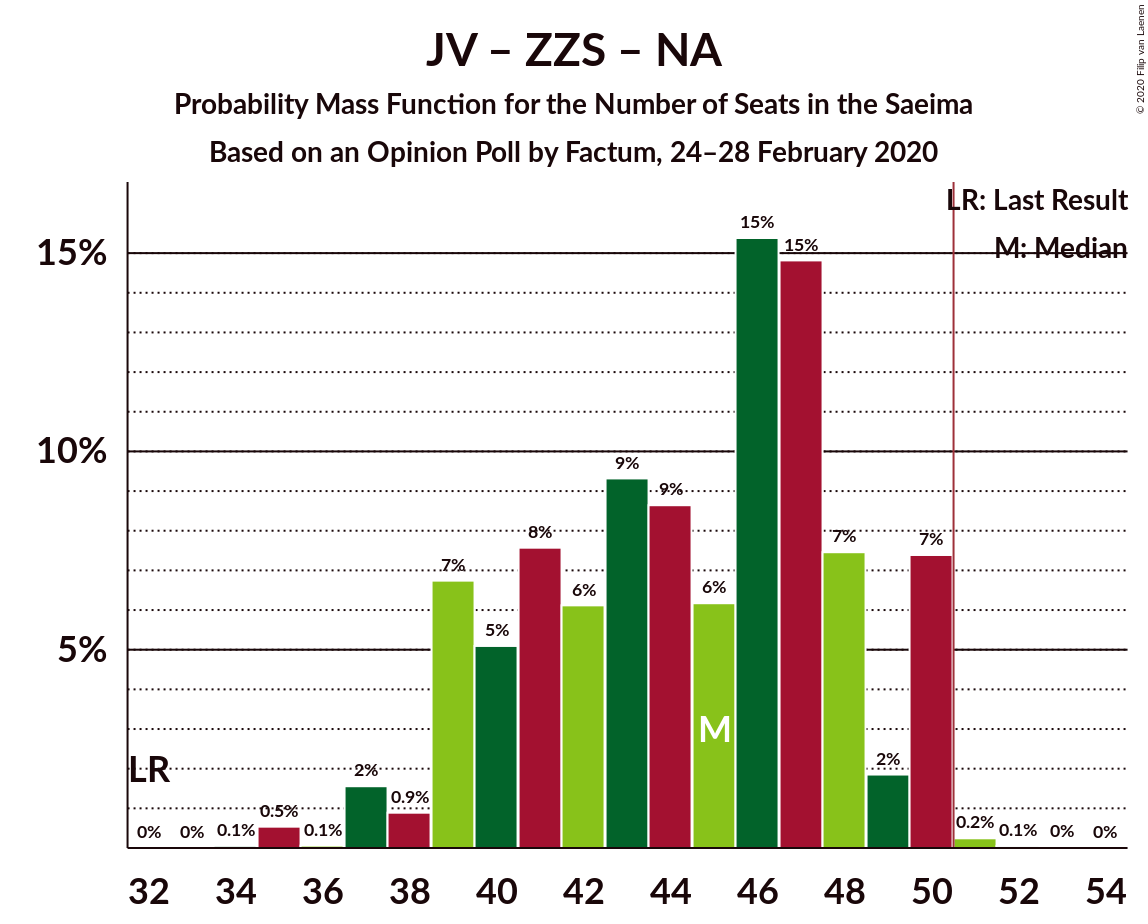 JV – ZZS – NA
Probability Mass Function for the Number of Seats in the Saeima
Based on an Opinion Poll by Factum, 24–28 February 2020
© 2020 Filip van Laenen
LR: Last Result
M: Median
15%
10%
5%
LR
0%
0%
0.1%
0.5%
0.1%
2%
0.9%
7%
5%
8%
6%
9%
9%
6%
M
15%
15%
7%
2%
7%
0.2%
0.1%
0%
0%
32 34 36 38 40 42 44 46 48 50 52 54